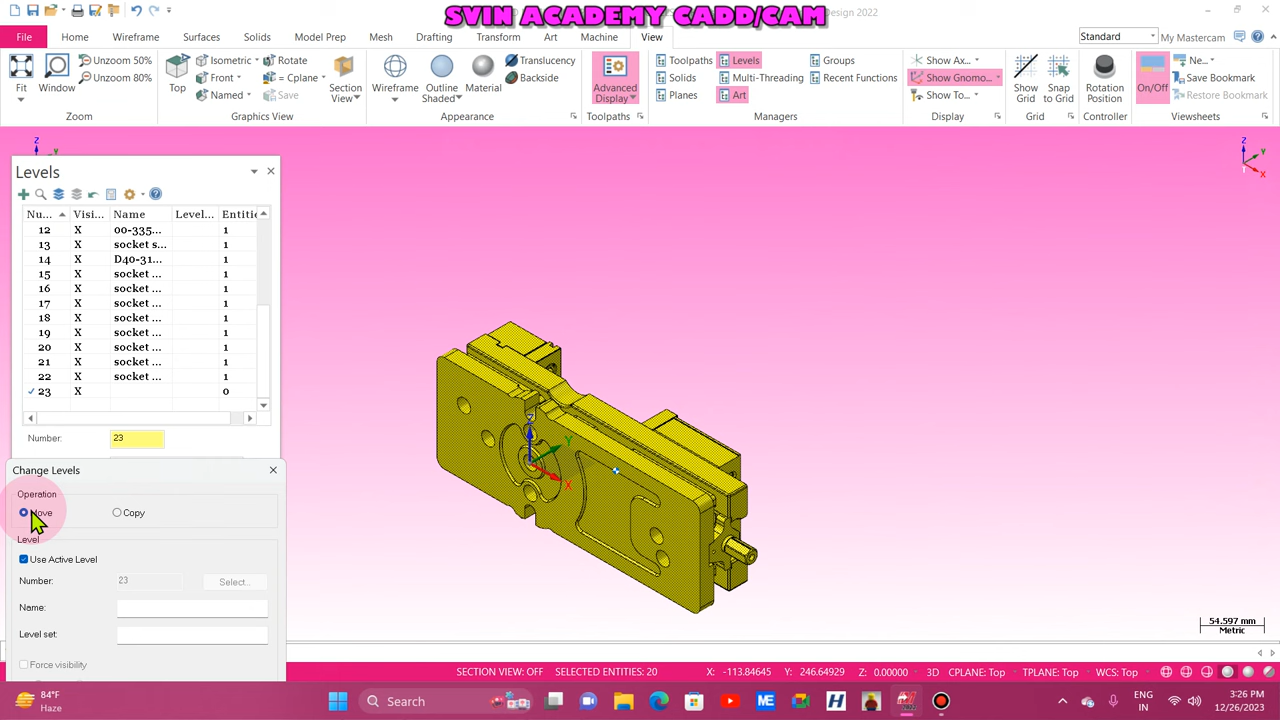 SVIN ACADEMY CADD/CAM
Design 2022
File Home Wireframe Surfaces Solids Model Prep Mesh Drafting Transform Art Machine View
Standard My Mastercam
Fit Window Unzoom 50% Unzoom 80% Zoom
Top Isometric Front Named Rotate = Cplane Save Section View Graphics View
Wireframe Outline Shaded Material Translucency Backside Appearance
Advanced Display Toolpaths
Toolpaths Solids Planes Levels Multi-Threading Art Groups Recent Functions Managers
Show Ax... Show Gnomo... Show To... Display
Show Grid Snap to Grid Grid
Rotation Position Controller
On/Off Ne... Save Bookmark Restore Bookmark Viewsheets
Levels
Nu... Visi... Name Level... Entitie
12 X 00-335... 1
13 X socket s... 1
14 X D40-31... 1
15 X socket ... 1
16 X socket ... 1
17 X socket ... 1
18 X socket ... 1
19 X socket ... 1
20 X socket ... 1
21 X socket ... 1
22 X socket ... 1
23 X 0
Number: 23
Change Levels
Operation
Move Copy
Level
Use Active Level
Number: 23 Select...
Name:
Level set:
Force visibility
Z Y X
Z Y X T
Z Y X
54.597 mm
Metric
SECTION VIEW: OFF SELECTED ENTITIES: 20 X: -113.84645 Y: 246.64929 Z: 0.00000 3D CPLANE: Top TPLANE: Top WCS: Top
84°F
Haze
Search
ENG
IN
3:26 PM
12/26/2023